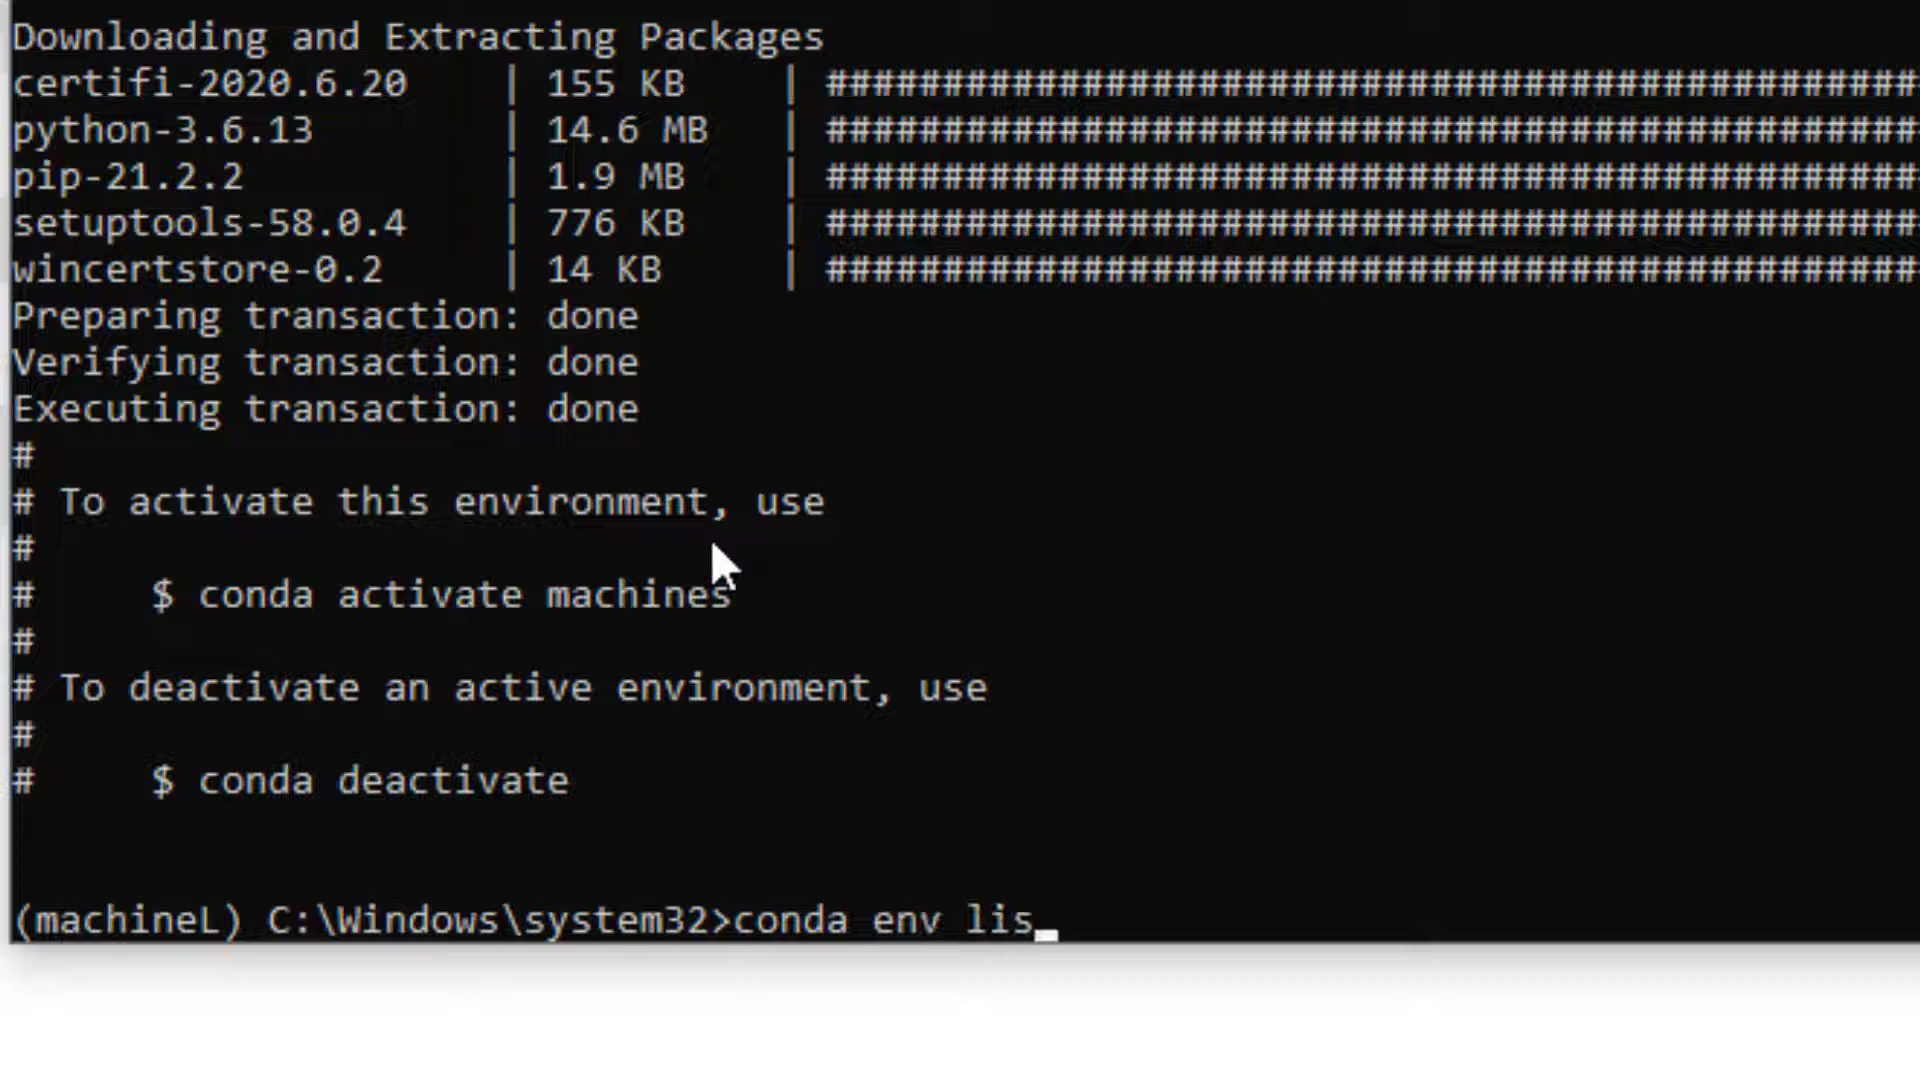 Downloading and Extracting Packages
certifi-2020.6.20 | 155 KB | ###############################################
python-3.6.13 | 14.6 MB | ###############################################
pip-21.2.2 | 1.9 MB | ###############################################
setuptools-58.0.4 | 776 KB | ###############################################
wincertstore-0.2 | 14 KB | ###############################################
Preparing transaction: done
Verifying transaction: done
Executing transaction: done
#
# To activate this environment, use
#
# $ conda activate machines
#
# To deactivate an active environment, use
#
# $ conda deactivate
(machineL) C:\Windows\system32>conda env lis